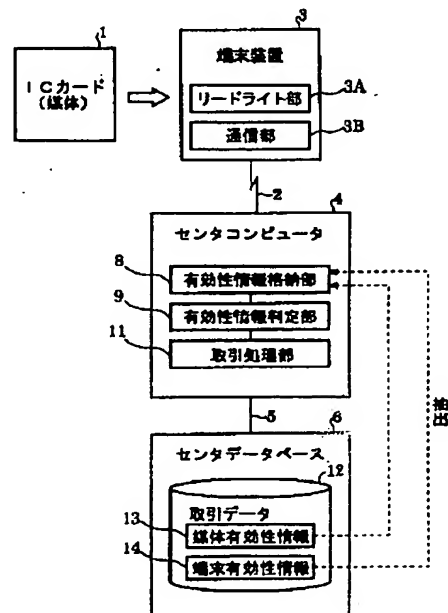 1
ICカード
(媒体)
3
端末装置
リードライト部
3A
通信部
3B
2
4
センタコンピュータ
8
有効性情報格納部
9
有効性情報判定部
11
取引処理部
抽出
5
6
センタデータベース
12
取引データ
13
媒体有効性情報
14
端末有効性情報